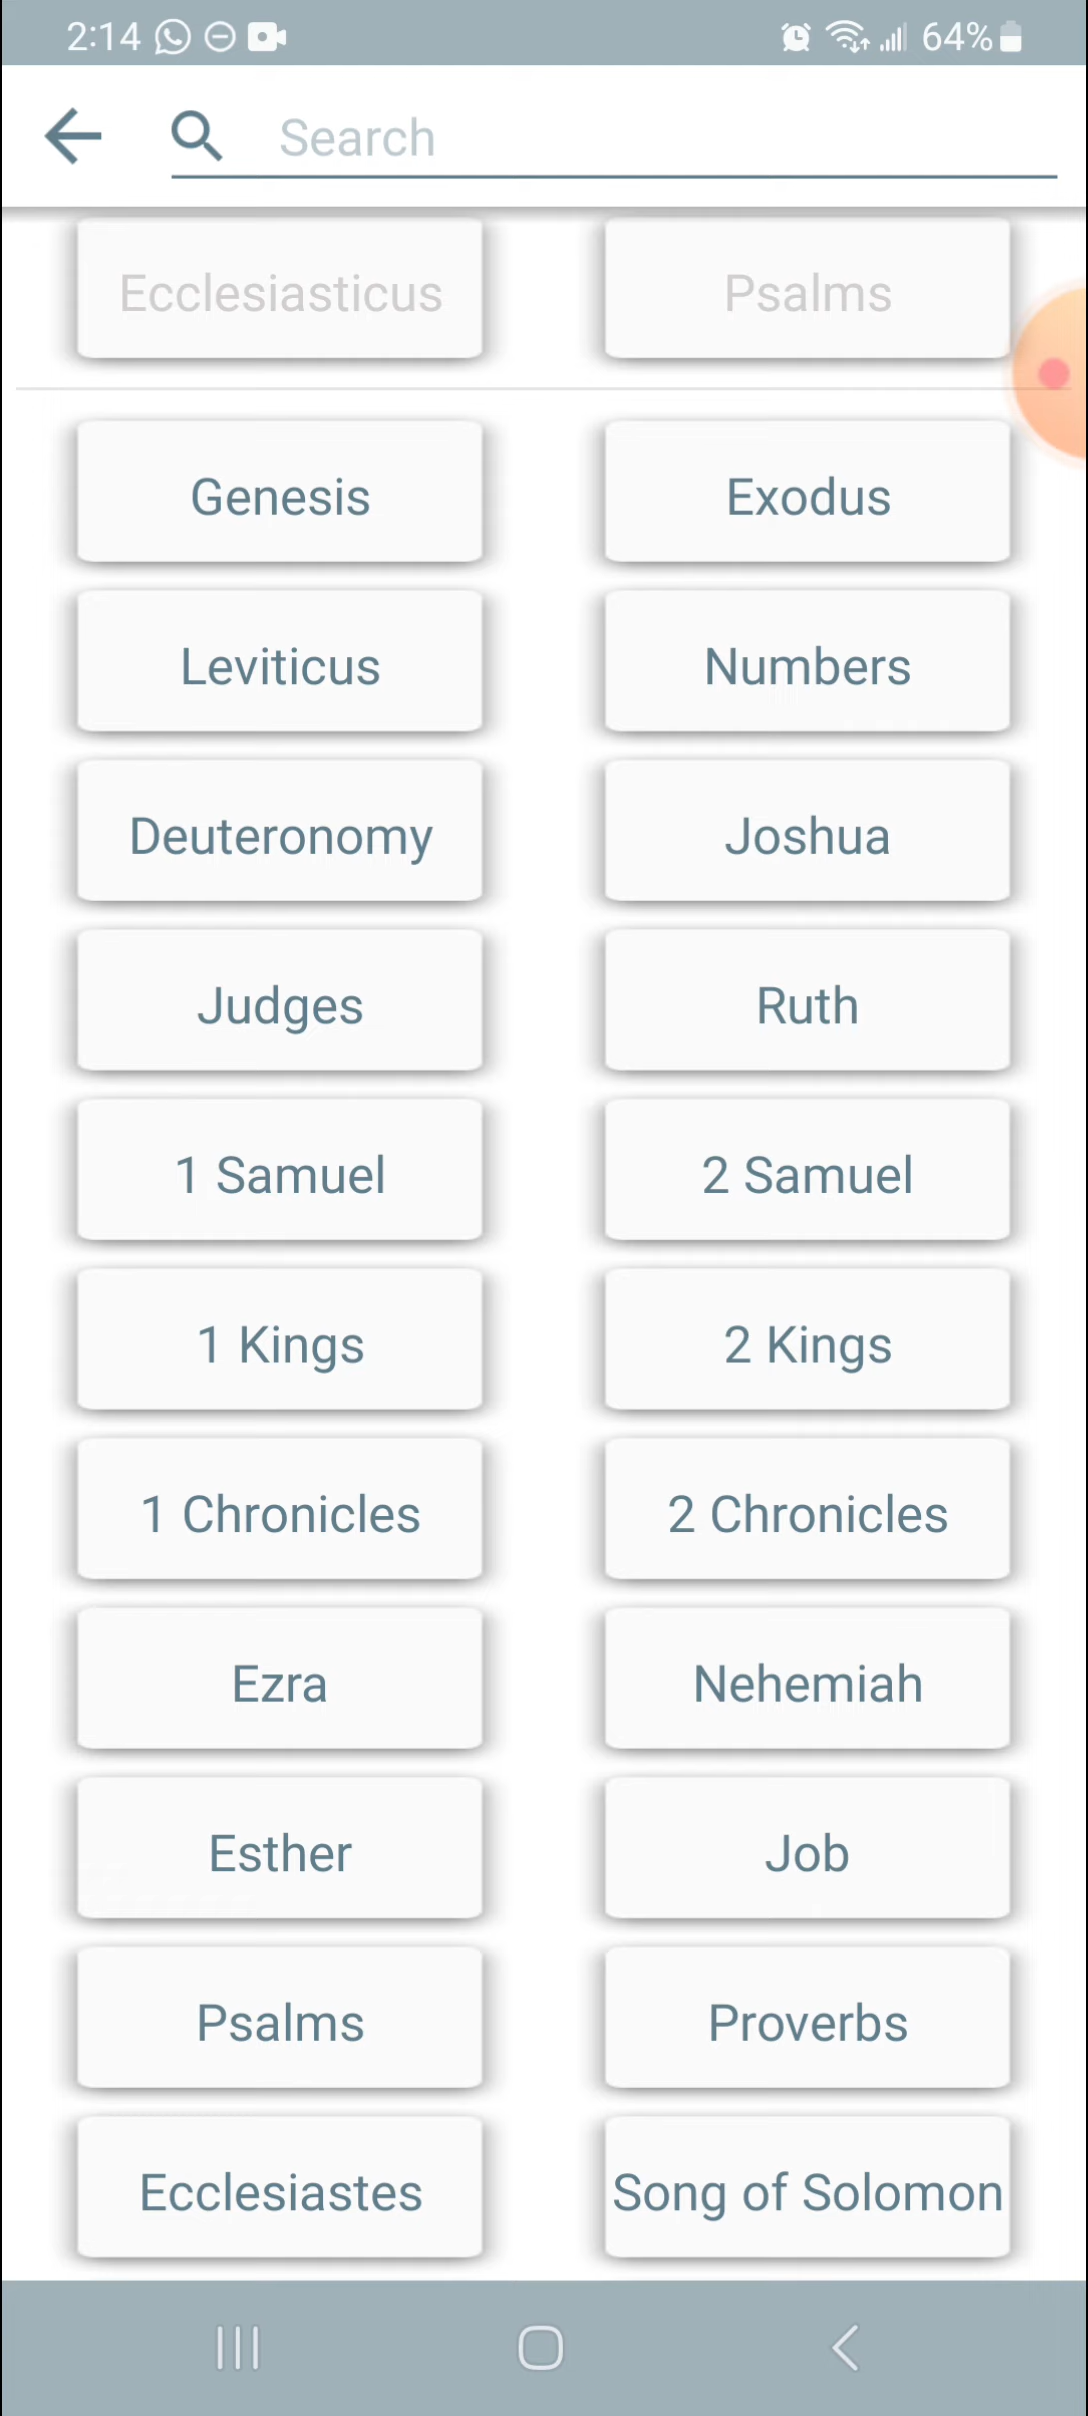 2:14
64%
Search
Ecclesiasticus
Psalms
Genesis
Exodus
Leviticus
Numbers
Deuteronomy
Joshua
Judges
Ruth
1 Samuel
2 Samuel
1 Kings
2 Kings
1 Chronicles
2 Chronicles
Ezra
Nehemiah
Esther
Job
Psalms
Proverbs
Ecclesiastes
Song of Solomon